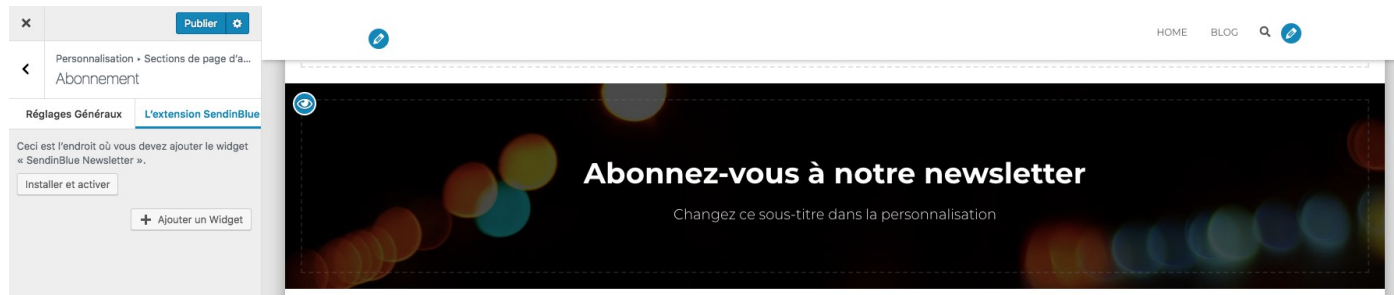 Publier
Personnalisation • Sections de page d'a...
Abonnement
Réglages Généraux
L'extension SendinBlue
Ceci est l'endroit où vous devez ajouter le widget
« SendinBlue Newsletter ».
Installer et activer
Ajouter un Widget
HOME
BLOG
Abonnez-vous à notre newsletter
Changez ce sous-titre dans la personnalisation